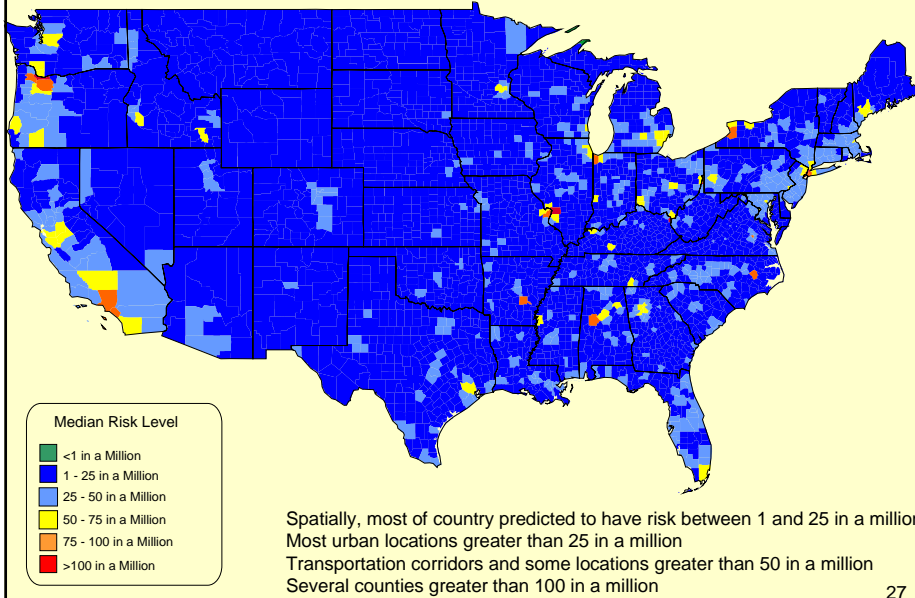 Median Risk Level
<1 in a Million
1 - 25 in a Million
25 - 50 in a Million
50 - 75 in a Million
75 - 100 in a Million
>100 in a Million
Spatially, most of country predicted to have risk between 1 and 25 in a million
Most urban locations greater than 25 in a million
Transportation corridors and some locations greater than 50 in a million
Several counties greater than 100 in a million
27